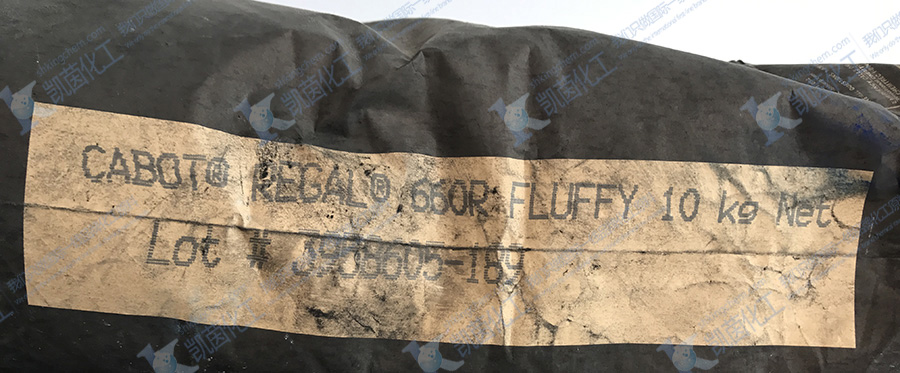 CABOT® REGAL® 660R FLUFFY 10 kg Net
Lot #
凯茵化工